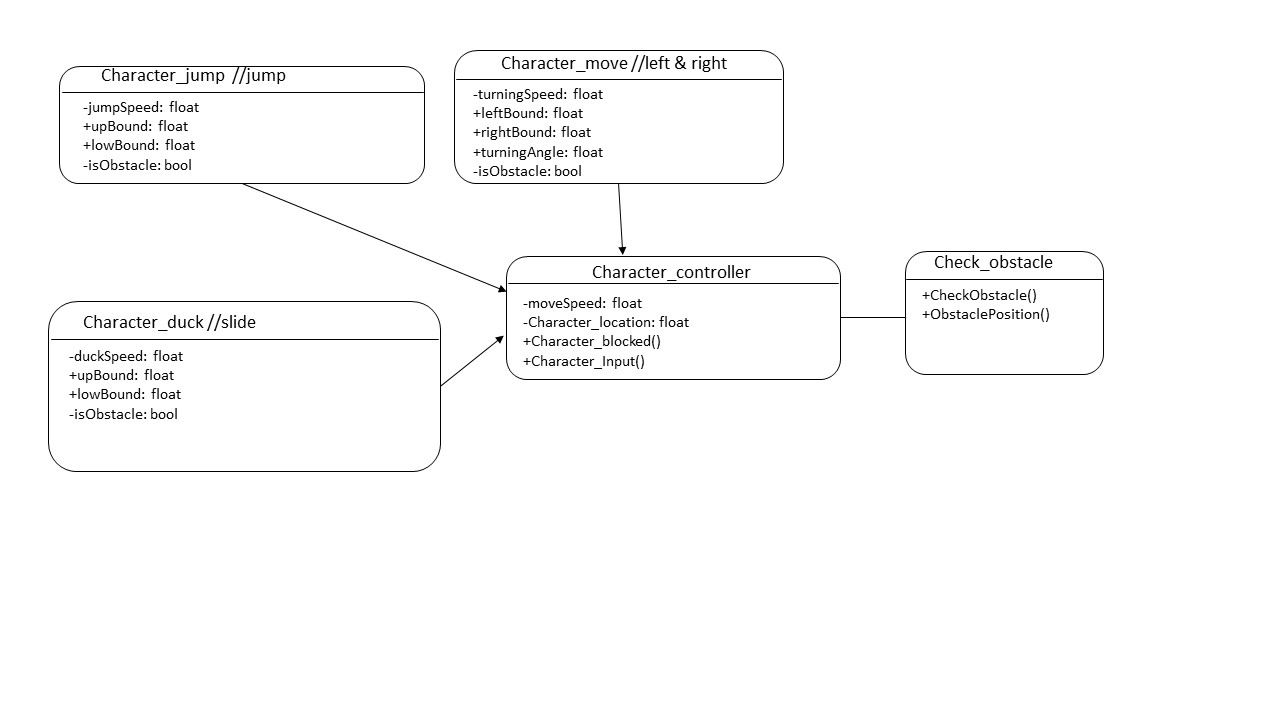 Character_jump //jump
-jumpSpeed: float
+upBound: float
+lowBound: float
-isObstacle: bool
Character_move //left & right
-turningSpeed: float
+leftBound: float
+rightBound: float
+turningAngle: float
-isObstacle: bool
Character_duck //slide
-duckSpeed: float
+upBound: float
+lowBound: float
-isObstacle: bool
Character_controller
-moveSpeed: float
-Character_location: float
+Character_blocked()
+Character_Input()
Check_obstacle
+CheckObstacle()
+ObstaclePosition()